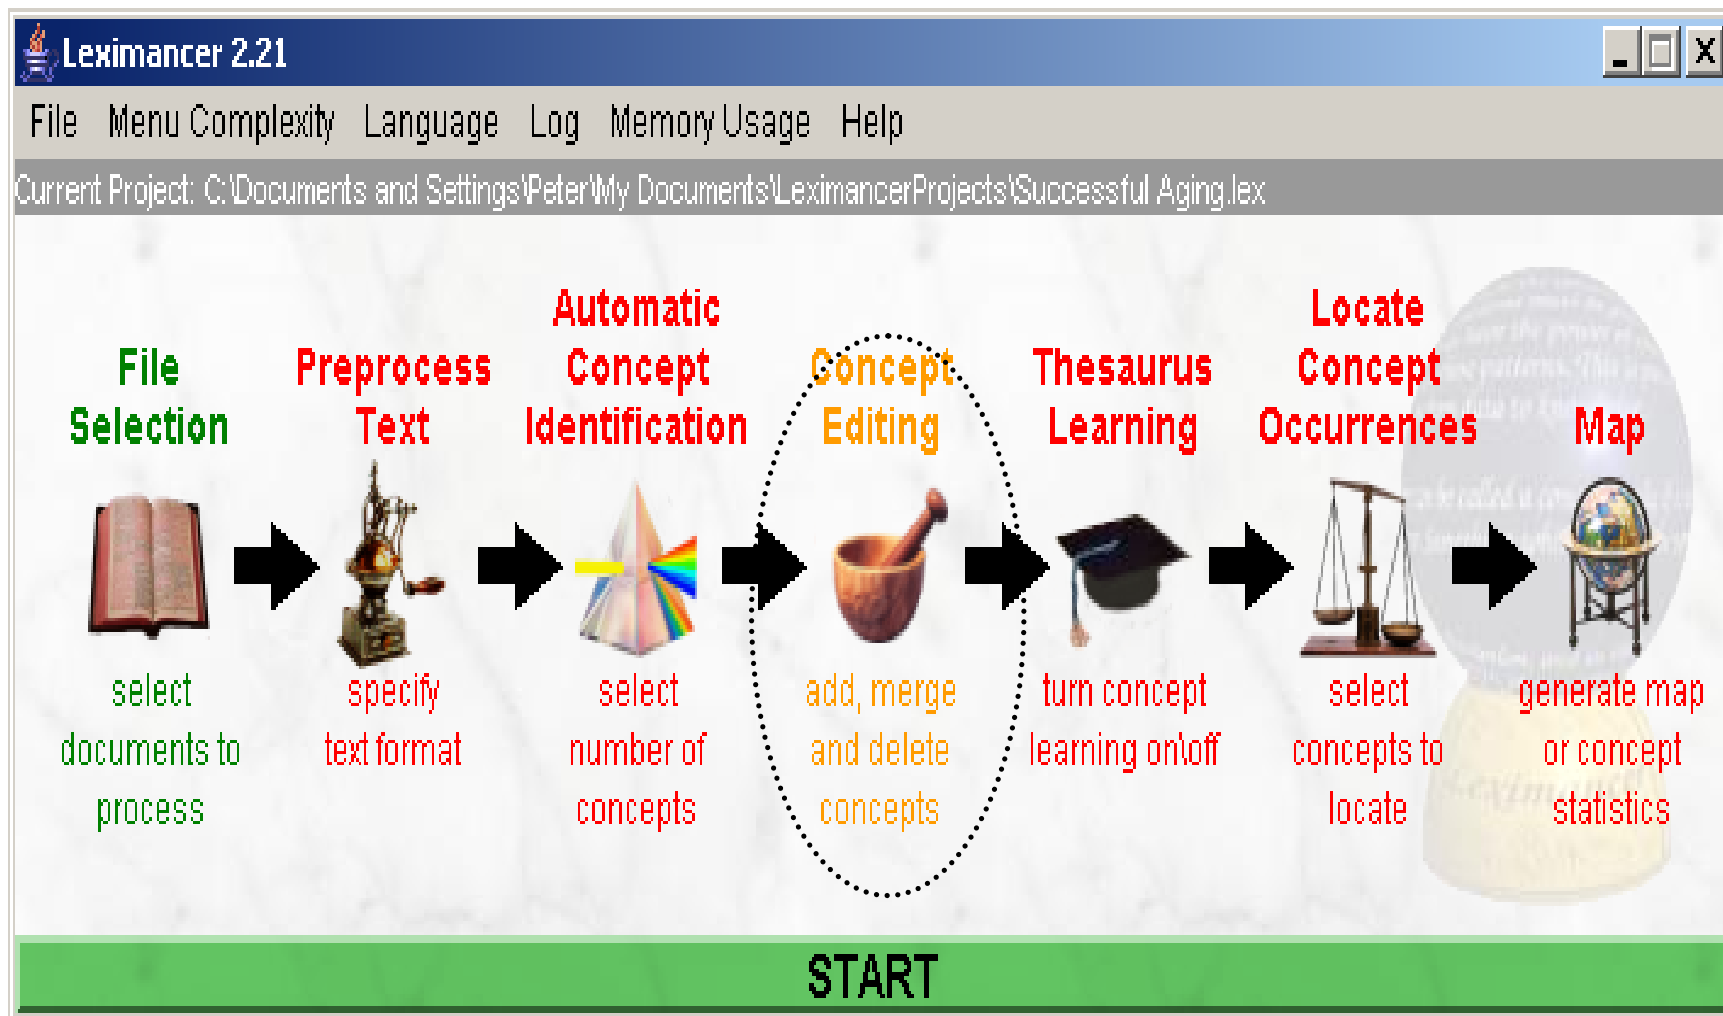 Leximancer 2.21
File Menu Complexity Language Log Memory Usage Help
Current Project: C:\Documents and Settings\Peter\My Documents\LeximancerProjects\Successful Aging.lex
File
Selection
select
documents to
process
Preprocess
Text
specify
text format
Automatic
Concept
Identification
select
number of
concepts
Concept
Editing
add, merge
and delete
concepts
Thesaurus
Learning
turn concept
learning on\off
Locate
Concept
Occurrences
select
concepts to
locate
Map
generate map
or concept
statistics
Leximancer
START